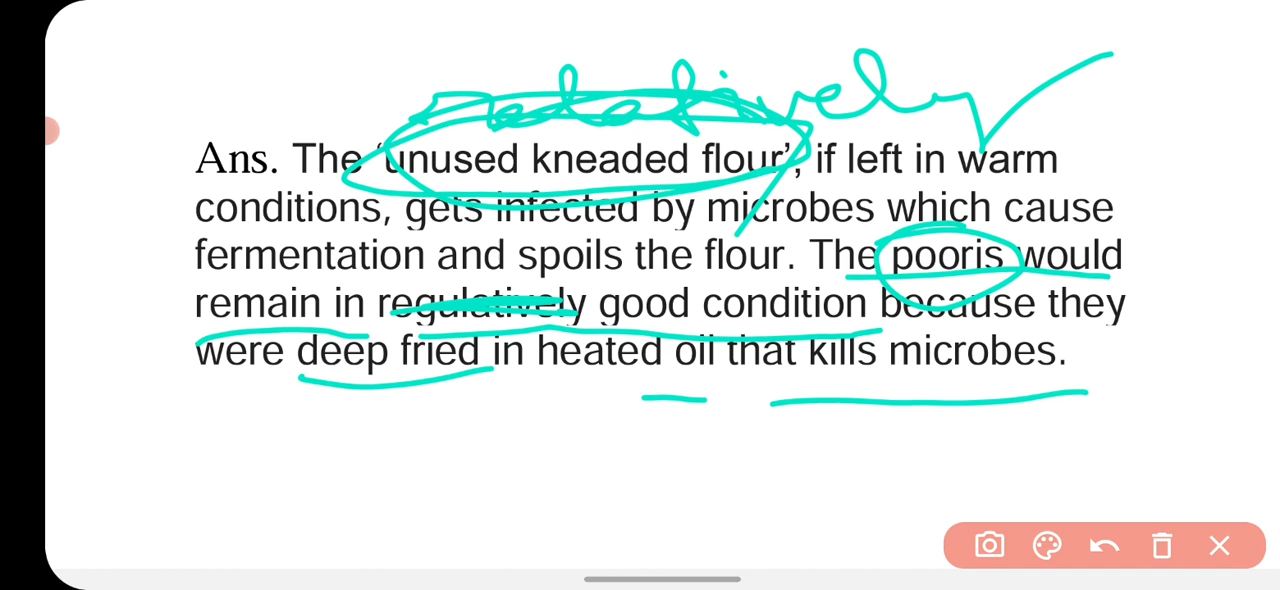 relatively
Ans. The 'unused kneaded flour', if left in warm
conditions, gets infected by microbes which cause
fermentation and spoils the flour. The pooris would
remain in regulatively good condition because they
were deep fried in heated oil that kills microbes.